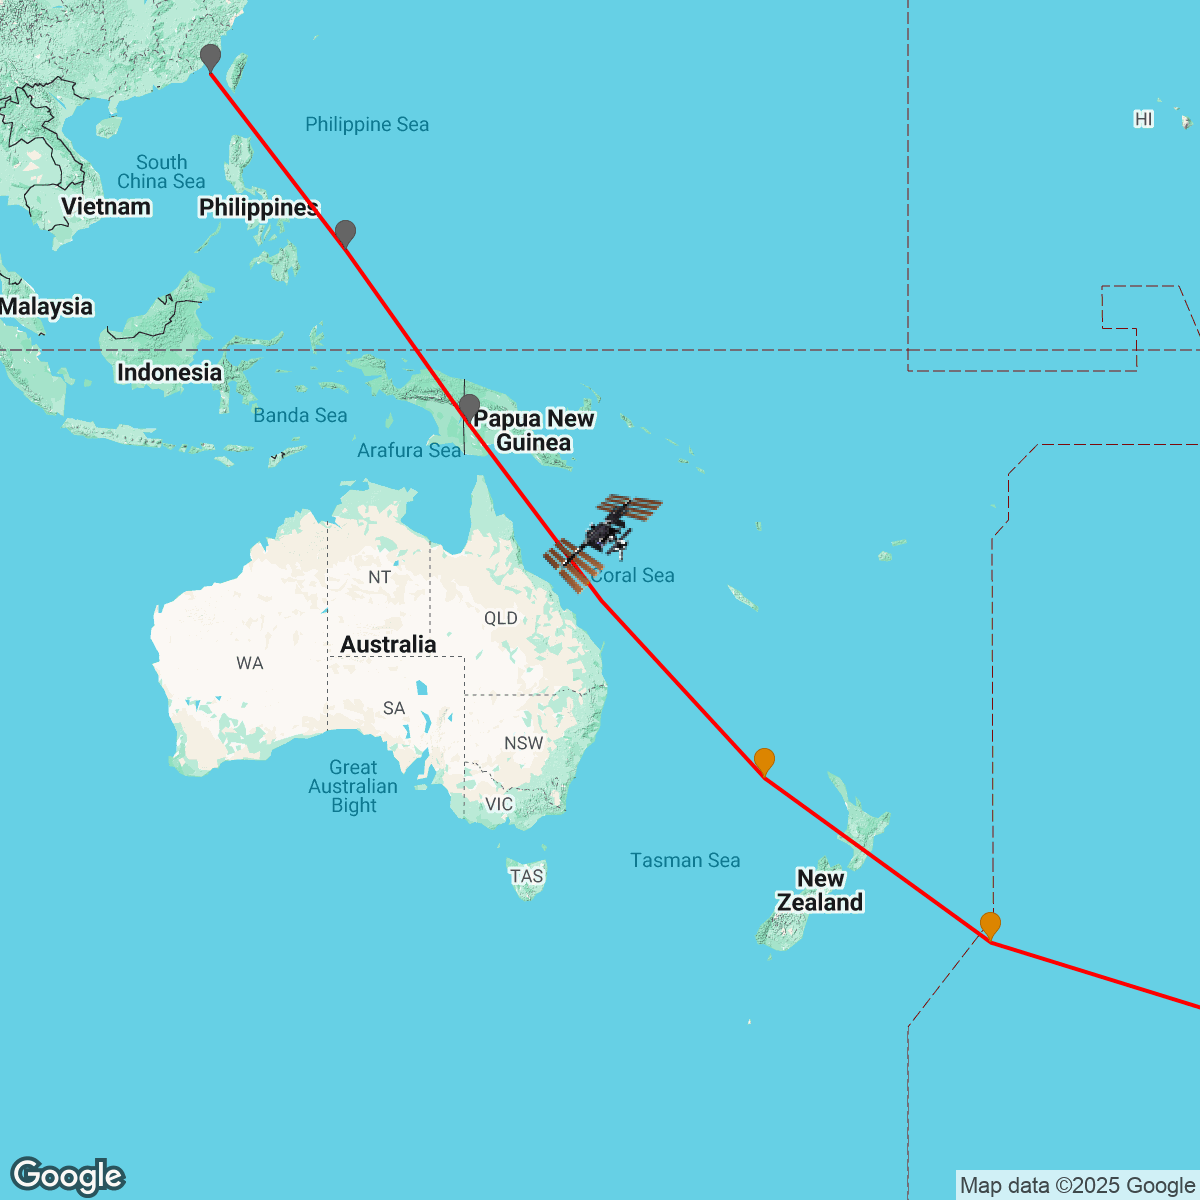 HI
Philippine Sea
South
China Sea
Vietnam
Philippines
Malaysia
Indonesia
Banda Sea
Papua New
Guinea
Arafura Sea
Coral Sea
NT
QLD
Australia
WA
SA
NSW
Great
Australian
Bight
VIC
TAS
Tasman Sea
New
Zealand
Google
Map data ©2025 Google